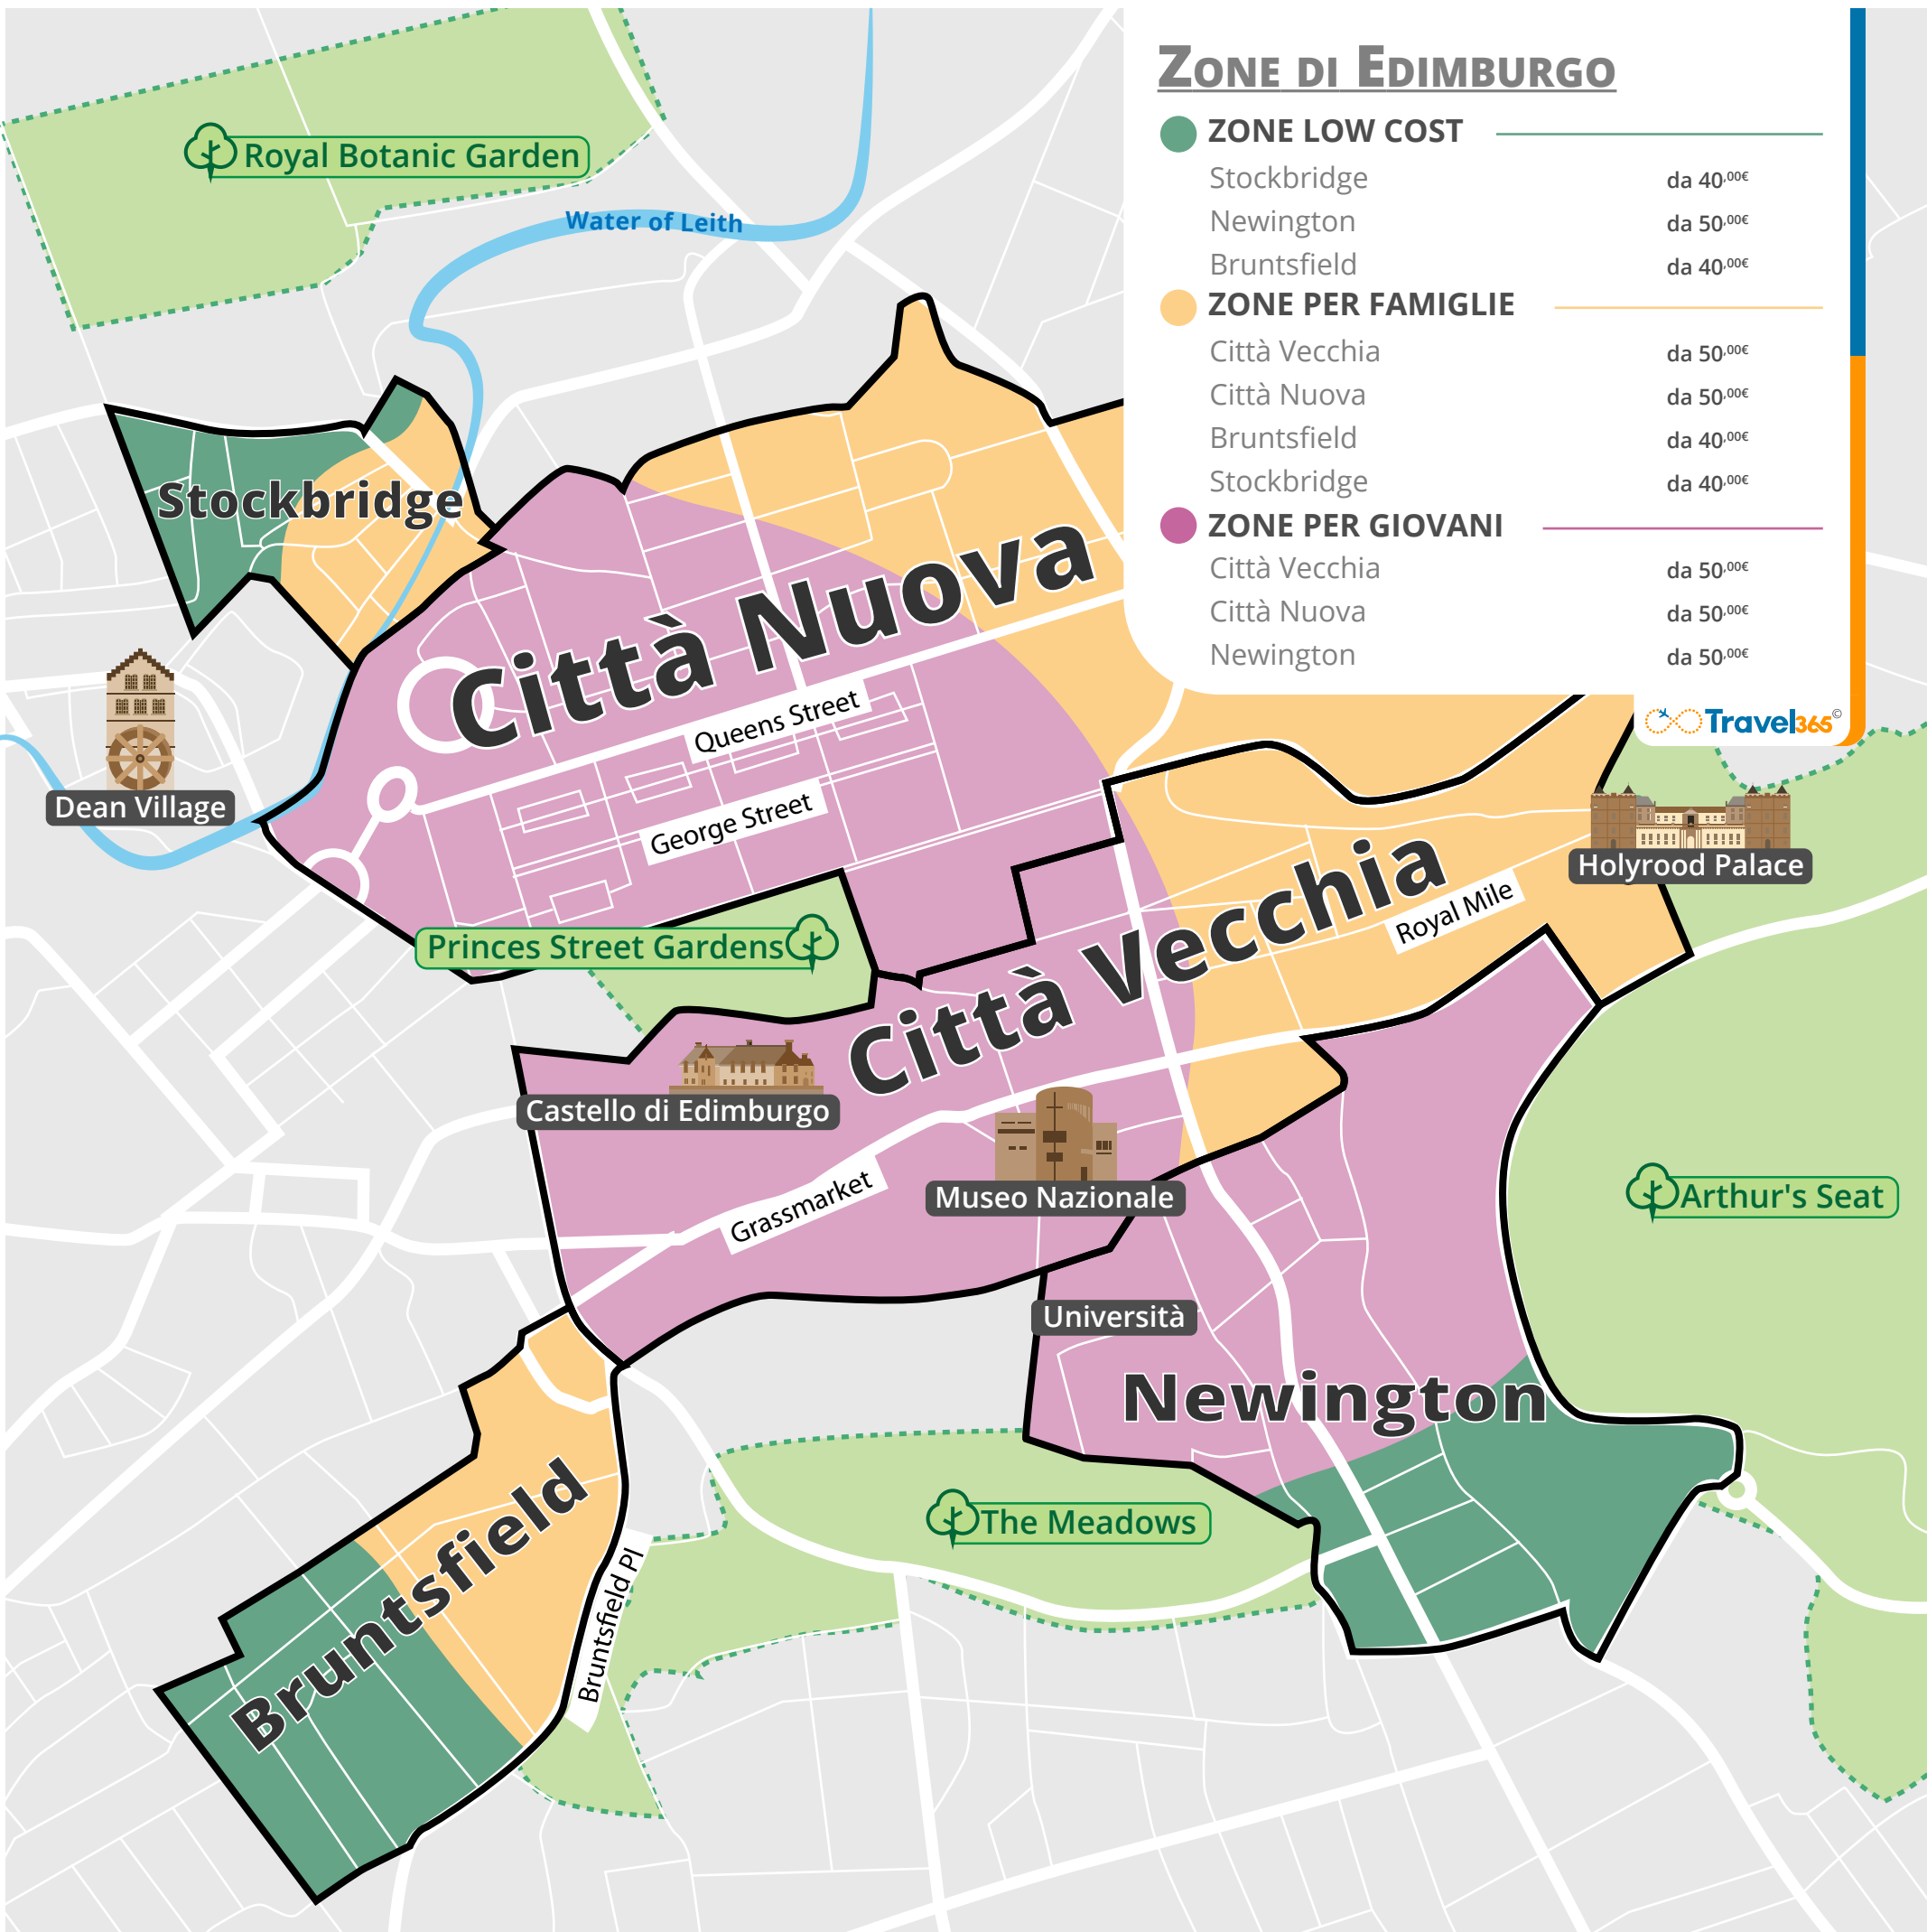 ZONE DI EDIMBURGO
ZONE LOW COST
Stockbridge da 40,00€
Newington da 50,00€
Bruntsfield da 40,00€
ZONE PER FAMIGLIE
Città Vecchia da 50,00€
Città Nuova da 50,00€
Bruntsfield da 40,00€
Stockbridge da 40,00€
ZONE PER GIOVANI
Città Vecchia da 50,00€
Città Nuova da 50,00€
Newington da 50,00€
Travel365©
Royal Botanic Garden
Water of Leith
Stockbridge
Città Nuova
Queens Street
George Street
Dean Village
Holyrood Palace
Città Vecchia
Royal Mile
Princes Street Gardens
Castello di Edimburgo
Museo Nazionale
Grassmarket
Arthur's Seat
Università
Newington
The Meadows
Bruntsfield
Bruntsfield Pl